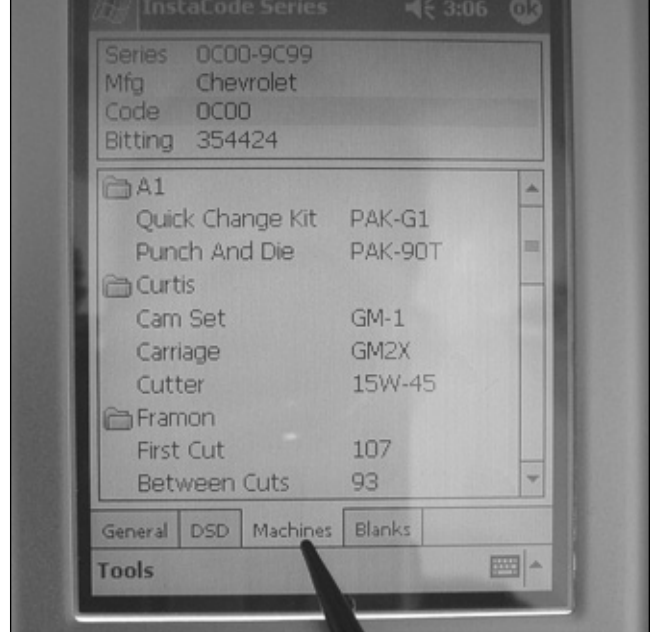 InstaCode Series 3:06 ok
Series 0C00-9C99
Mfg Chevrolet
Code 0C00
Bitting 354424
A1
Quick Change Kit PAK-G1
Punch And Die PAK-90T
Curtis
Cam Set GM-1
Carriage GM2X
Cutter 15W-45
Framon
First Cut 107
Between Cuts 93
General DSD Machines Blanks
Tools